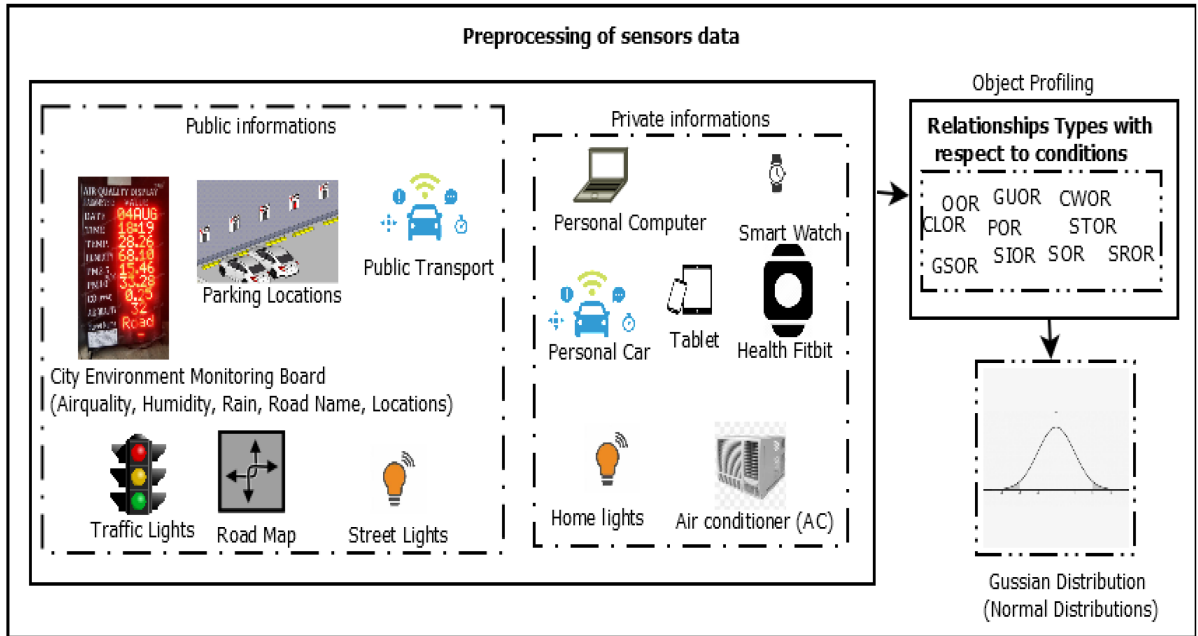 Preprocessing of sensors data
Public informations
AIR QUALITY DISPLAY
DATE 04AUG
TIME 18:19
TEMP 28.26
68.10
15.46
33.28
0.25
32
Road
Parking Locations
Public Transport
City Environment Monitoring Board
(Airquality, Humidity, Rain, Road Name, Locations)
Traffic Lights
Road Map
Street Lights
Private informations
Personal Computer
Smart Watch
Personal Car
Tablet
Health Fitbit
Home lights
Air conditioner (AC)
Object Profiling
Relationships Types with
respect to conditions
OOR GUOR CWOR
CLOR POR STOR
GSOR SIOR SOR SROR
Gussian Distribution
(Normal Distributions)